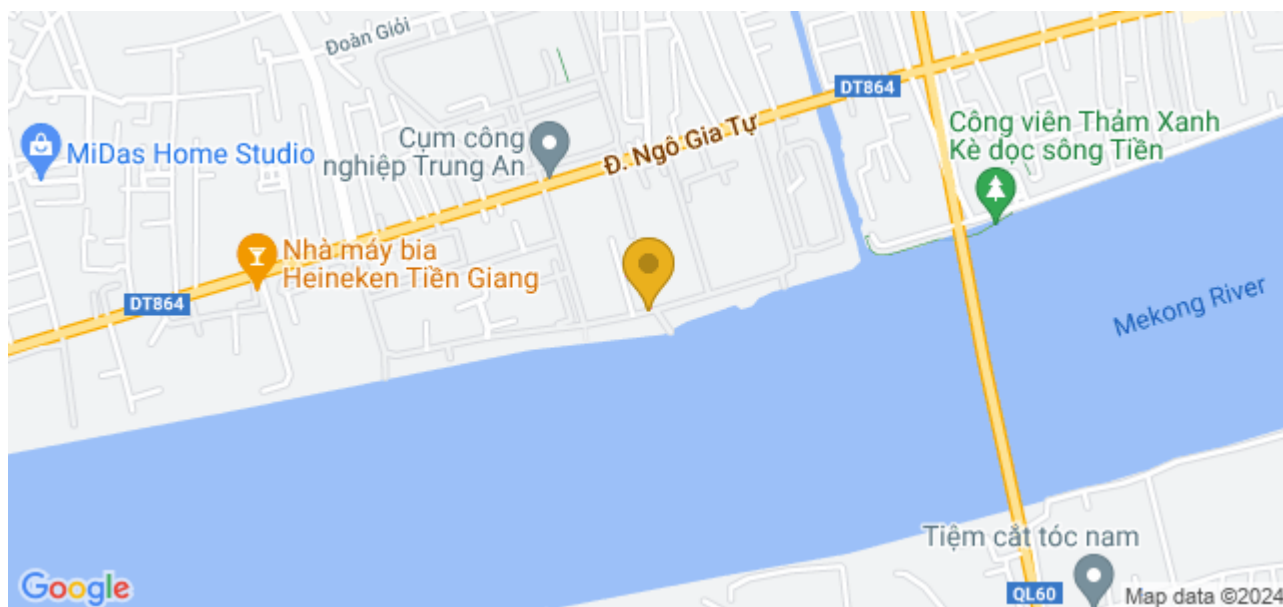 Đoàn Giỏi
DT864
Cụm công
nghiệp Trung An
Đ. Ngô Gia Tự
Công viên Thảm Xanh
Kè dọc sông Tiền
MiDas Home Studio
Nhà máy bia
Heineken Tiền Giang
DT864
Mekong River
Tiệm cắt tóc nam
QL60
Google
Map data ©2024